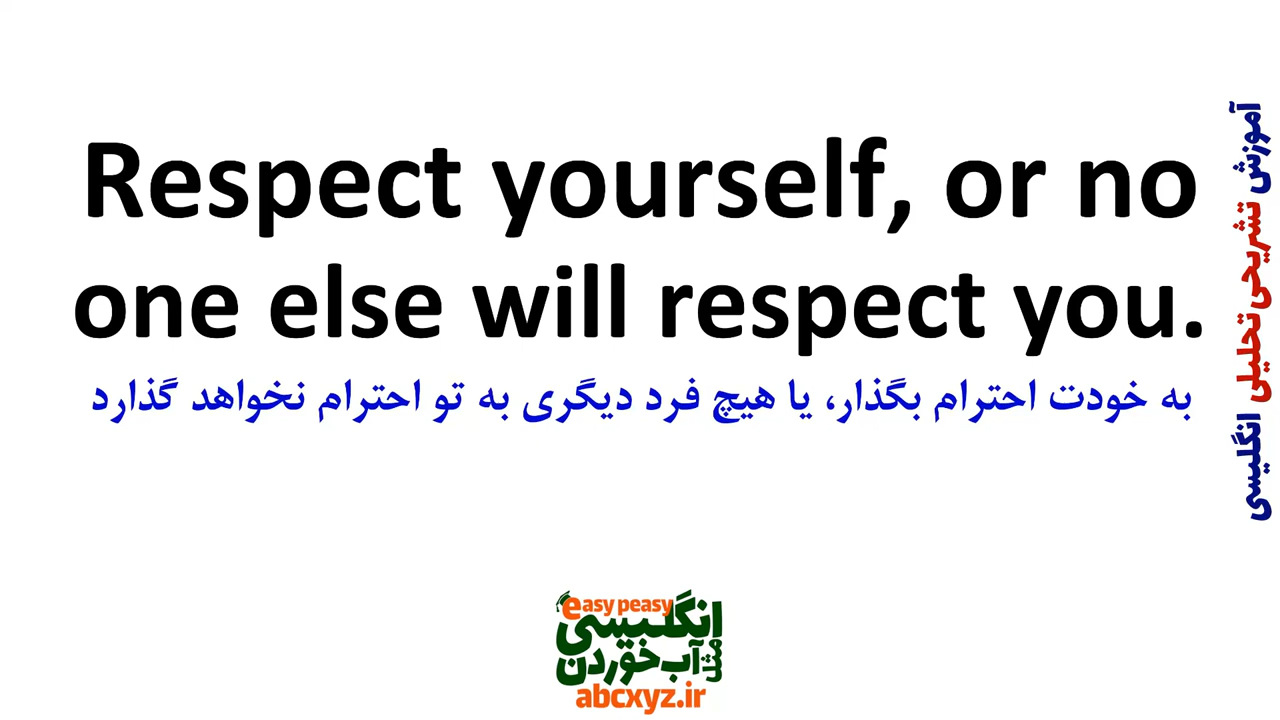 Respect yourself, or no
one else will respect you.
به خودت احترام بگذار، یا هیچ فرد دیگری به تو احترام نخواهد گذارد
آموزش تشریحی تحلیلی انگلیسی
easy peasy
انگلیسی
مثل آب خوردن
abcxyz.ir